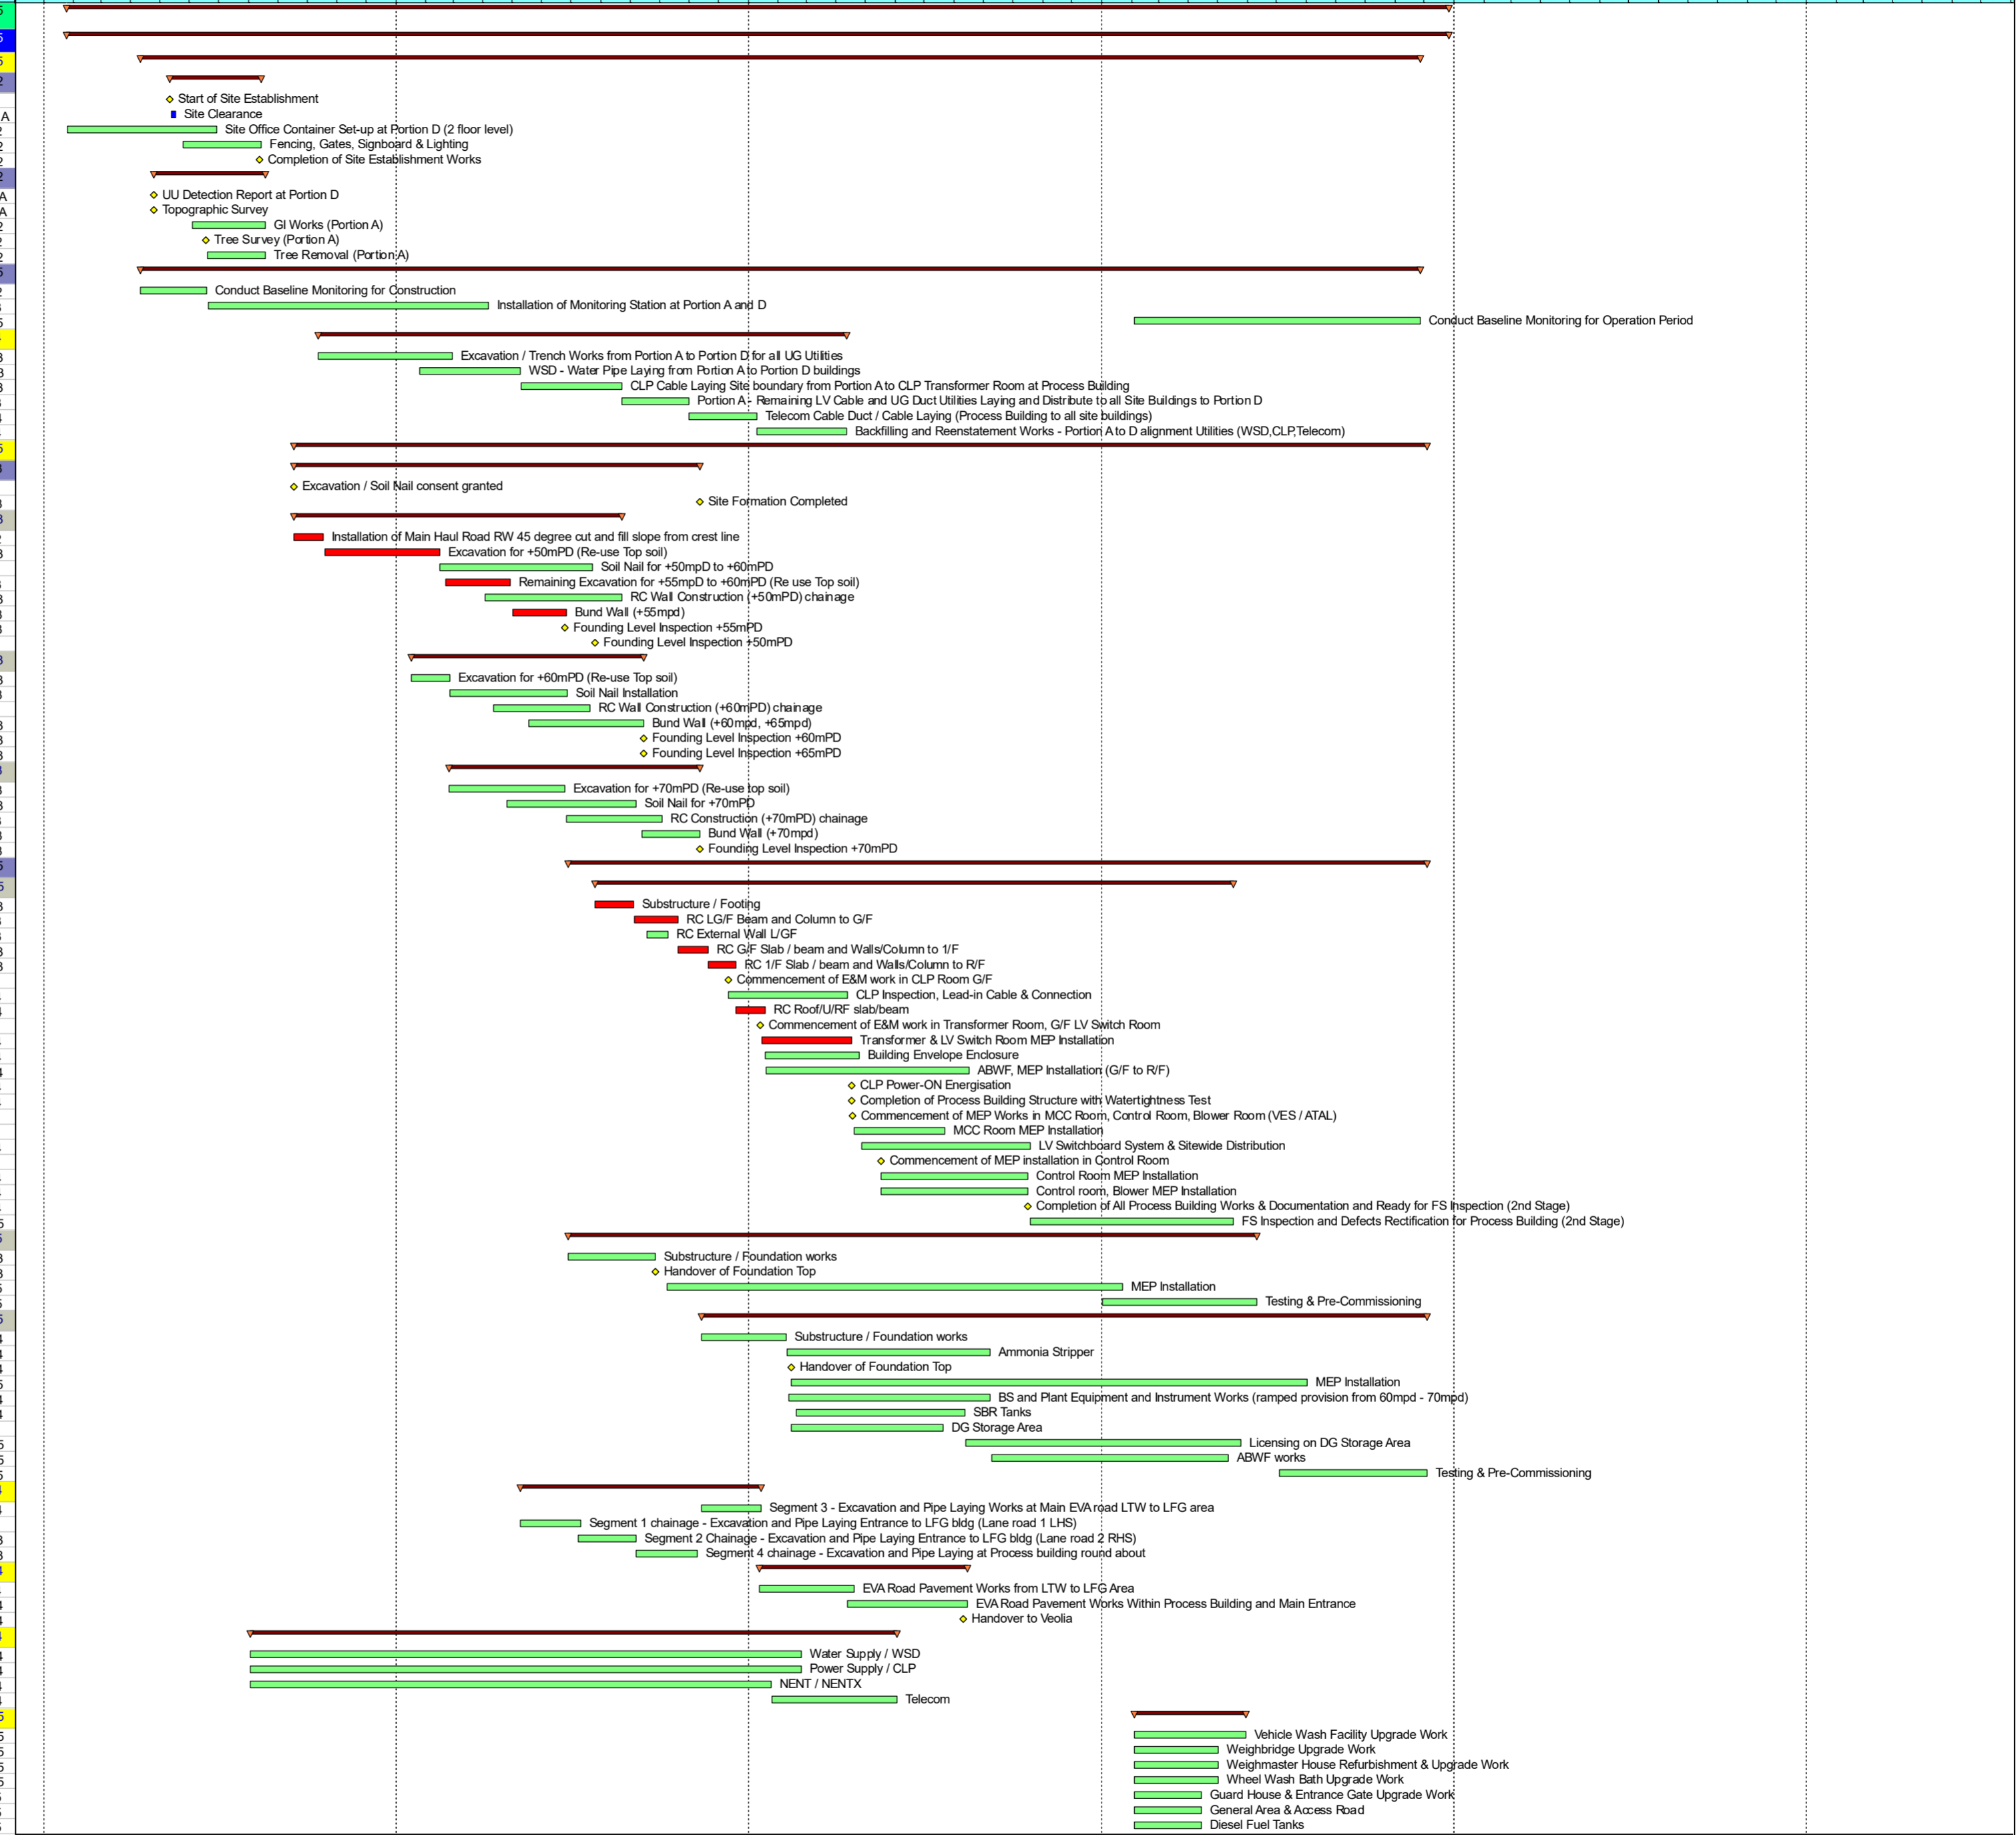 Start of Site Establishment
Site Clearance
Site Office Container Set-up at Portion D (2 floor level)
Fencing, Gates, Signboard & Lighting
Completion of Site Establishment Works
UU Detection Report at Portion D
Topographic Survey
GI Works (Portion A)
Tree Survey (Portion A)
Tree Removal (Portion A)
Conduct Baseline Monitoring for Construction
Installation of Monitoring Station at Portion A and D
Conduct Baseline Monitoring for Operation Period
Excavation / Trench Works from Portion A to Portion D for all UG Utilities
WSD - Water Pipe Laying from Portion A to Portion D buildings
CLP Cable Laying Site boundary from Portion A to CLP Transformer Room at Process Building
Portion A - Remaining LV Cable and UG Duct Utilities Laying and Distribute to all Site Buildings to Portion D
Telecom Cable Duct / Cable Laying (Process Building to all site buildings)
Backfilling and Reenstatement Works - Portion A to D alignment Utilities (WSD,CLP,Telecom)
Excavation / Soil Nail consent granted
Site Formation Completed
Installation of Main Haul Road RW 45 degree cut and fill slope from crest line
Excavation for +50mPD (Re-use Top soil)
Soil Nail for +50mpD to +60mPD
Remaining Excavation for +55mpD to +60mPD (Re use Top soil)
RC Wall Construction (+50mPD) chainage
Bund Wall (+55mpd)
Founding Level Inspection +55mPD
Founding Level Inspection +50mPD
Excavation for +60mPD (Re-use Top soil)
Soil Nail Installation
RC Wall Construction (+60mPD) chainage
Bund Wall (+60mpd, +65mpd)
Founding Level Inspection +60mPD
Founding Level Inspection +65mPD
Excavation for +70mPD (Re-use top soil)
Soil Nail for +70mPD
RC Construction (+70mPD) chainage
Bund Wall (+70mpd)
Founding Level Inspection +70mPD
Substructure / Footing
RC LG/F Beam and Column to G/F
RC External Wall L/GF
RC G/F Slab / beam and Walls/Column to 1/F
RC 1/F Slab / beam and Walls/Column to R/F
Commencement of E&M work in CLP Room G/F
CLP Inspection, Lead-in Cable & Connection
RC Roof/U/RF slab/beam
Commencement of E&M work in Transformer Room, G/F LV Switch Room
Transformer & LV Switch Room MEP Installation
Building Envelope Enclosure
ABWF, MEP Installation (G/F to R/F)
CLP Power-ON Energisation
Completion of Process Building Structure with Watertightness Test
Commencement of MEP Works in MCC Room, Control Room, Blower Room (VES / ATAL)
MCC Room MEP Installation
LV Switchboard System & Sitewide Distribution
Commencement of MEP installation in Control Room
Control Room MEP Installation
Control room, Blower MEP Installation
Completion of All Process Building Works & Documentation and Ready for FS Inspection (2nd Stage)
FS Inspection and Defects Rectification for Process Building (2nd Stage)
Substructure / Foundation works
Handover of Foundation Top
MEP Installation
Testing & Pre-Commissioning
Substructure / Foundation works
Ammonia Stripper
Handover of Foundation Top
MEP Installation
BS and Plant Equipment and Instrument Works (ramped provision from 60mpd - 70mpd)
SBR Tanks
DG Storage Area
Licensing on DG Storage Area
ABWF works
Testing & Pre-Commissioning
Segment 3 - Excavation and Pipe Laying Works at Main EVA road LTW to LFG area
Segment 1 chainage - Excavation and Pipe Laying Entrance to LFG bldg (Lane road 1 LHS)
Segment 2 Chainage - Excavation and Pipe Laying Entrance to LFG bldg (Lane road 2 RHS)
Segment 4 chainage - Excavation and Pipe Laying at Process building round about
EVA Road Pavement Works from LTW to LFG Area
EVA Road Pavement Works Within Process Building and Main Entrance
Handover to Veolia
Water Supply / WSD
Power Supply / CLP
NENT / NENTX
Telecom
Vehicle Wash Facility Upgrade Work
Weighbridge Upgrade Work
Weighmaster House Refurbishment & Upgrade Work
Wheel Wash Bath Upgrade Work
Guard House & Entrance Gate Upgrade Work
General Area & Access Road
Diesel Fuel Tanks